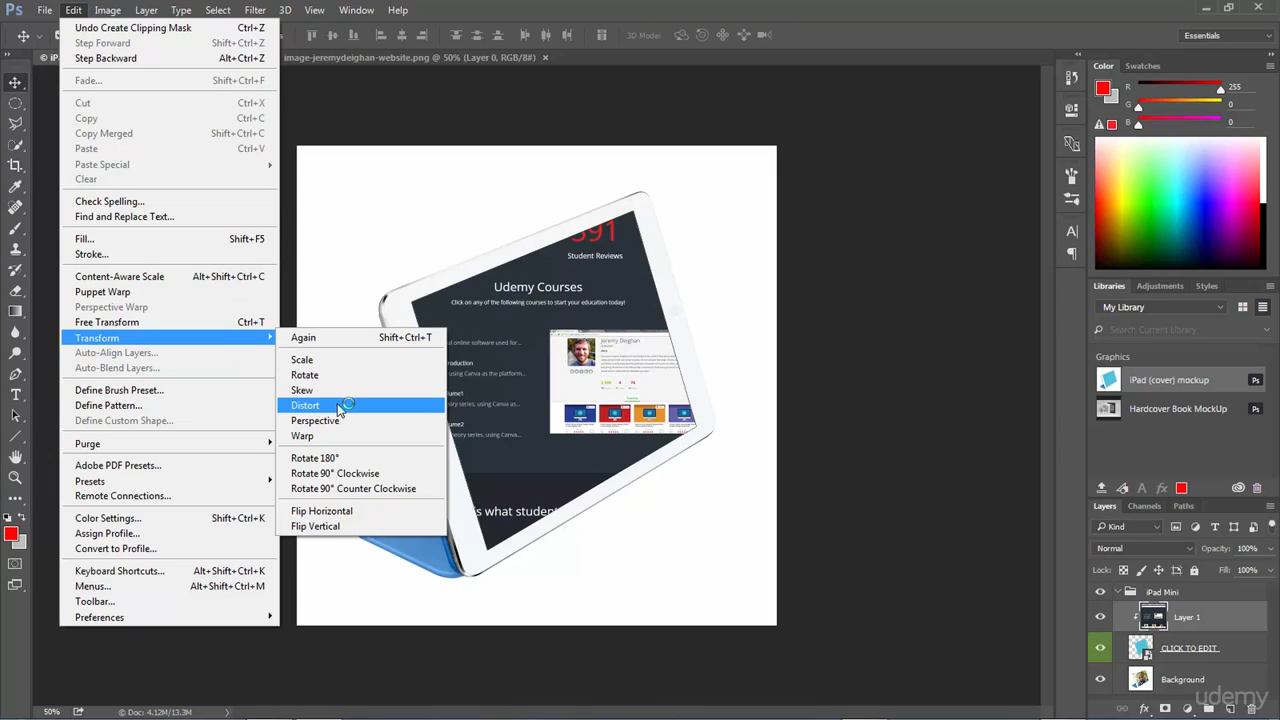 Ps File Edit Image Layer Type Select Filter 3D View Window Help
3D Mode:
Essentials
image-jeremydeighan-website.png @ 50% (Layer 0, RGB/8#) ×
Undo Create Clipping Mask Ctrl+Z
Step Forward Shift+Ctrl+Z
Step Backward Alt+Ctrl+Z
Fade... Shift+Ctrl+F
Cut Ctrl+X
Copy Ctrl+C
Copy Merged Shift+Ctrl+C
Paste Ctrl+V
Paste Special
Clear
Check Spelling...
Find and Replace Text...
Fill... Shift+F5
Stroke...
Content-Aware Scale Alt+Shift+Ctrl+C
Puppet Warp
Perspective Warp
Free Transform Ctrl+T
Transform
Auto-Align Layers...
Auto-Blend Layers...
Define Brush Preset...
Define Pattern...
Define Custom Shape...
Purge
Adobe PDF Presets...
Presets
Remote Connections...
Color Settings... Shift+Ctrl+K
Assign Profile...
Convert to Profile...
Keyboard Shortcuts... Alt+Shift+Ctrl+K
Menus... Alt+Shift+Ctrl+M
Toolbar...
Preferences
Again Shift+Ctrl+T
Scale
Rotate
Skew
Distort
Perspective
Warp
Rotate 180°
Rotate 90° Clockwise
Rotate 90° Counter Clockwise
Flip Horizontal
Flip Vertical
391
Student Reviews
Udemy Courses
Click on any of the following courses to start your education today!
Jeremy Deighan
Color Swatches
R 255
G 0
B 0
Libraries Adjustments Styles
My Library
Search Current Library
Graphics
iPad (cover) mockup Ps
Hardcover Book MockUp Ps
Layers Channels Paths
Kind
Normal Opacity: 100%
Lock: Fill: 100%
iPad Mini
Layer 1
CLICK TO EDIT
Background
50% Doc: 4.12M/13.3M
udemy